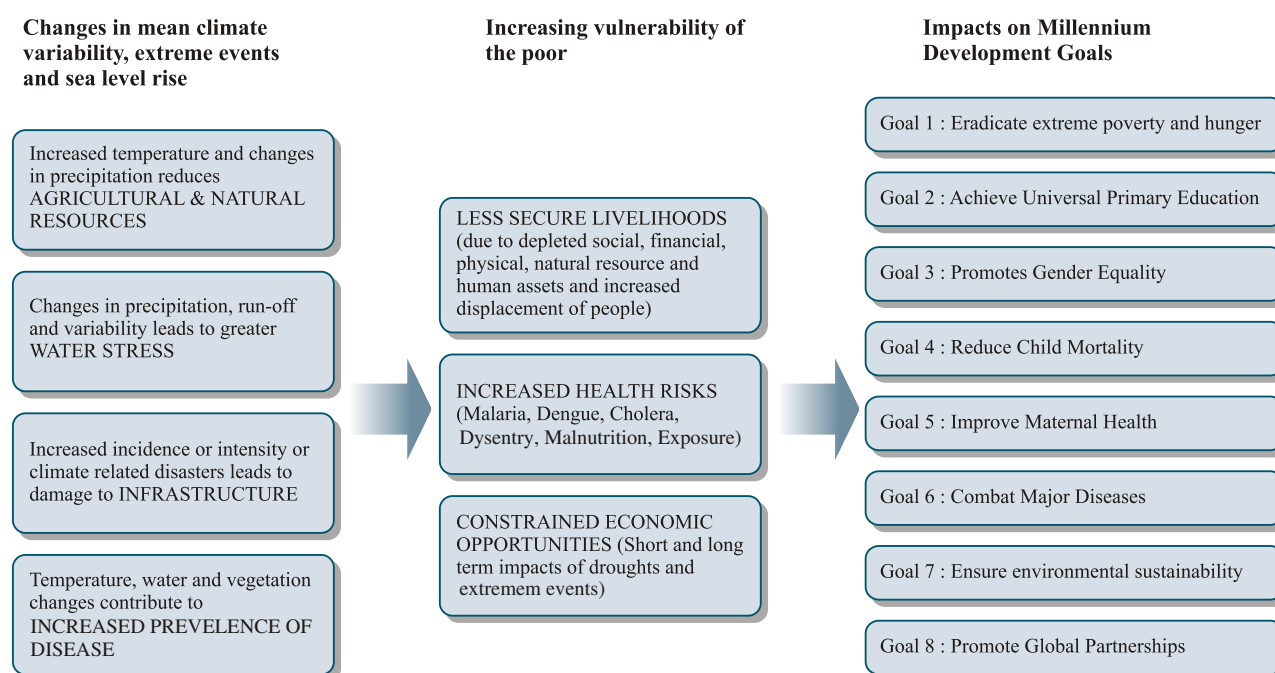 Changes in mean climate
variability, extreme events
and sea level rise
Increased temperature and changes
in precipitation reduces
AGRICULTURAL & NATURAL
RESOURCES
Changes in precipitation, run-off
and variability leads to greater
WATER STRESS
Increased incidence or intensity or
climate related disasters leads to
damage to INFRASTRUCTURE
Temperature, water and vegetation
changes contribute to
INCREASED PREVELENCE OF
DISEASE
Increasing vulnerability of
the poor
LESS SECURE LIVELIHOODS
(due to depleted social, financial,
physical, natural resource and
human assets and increased
displacement of people)
INCREASED HEALTH RISKS
(Malaria, Dengue, Cholera,
Dysentry, Malnutrition, Exposure)
CONSTRAINED ECONOMIC
OPPORTUNITIES (Short and long
term impacts of droughts and
extremem events)
Impacts on Millennium
Development Goals
Goal 1 : Eradicate extreme poverty and hunger
Goal 2 : Achieve Universal Primary Education
Goal 3 : Promotes Gender Equality
Goal 4 : Reduce Child Mortality
Goal 5 : Improve Maternal Health
Goal 6 : Combat Major Diseases
Goal 7 : Ensure environmental sustainability
Goal 8 : Promote Global Partnerships